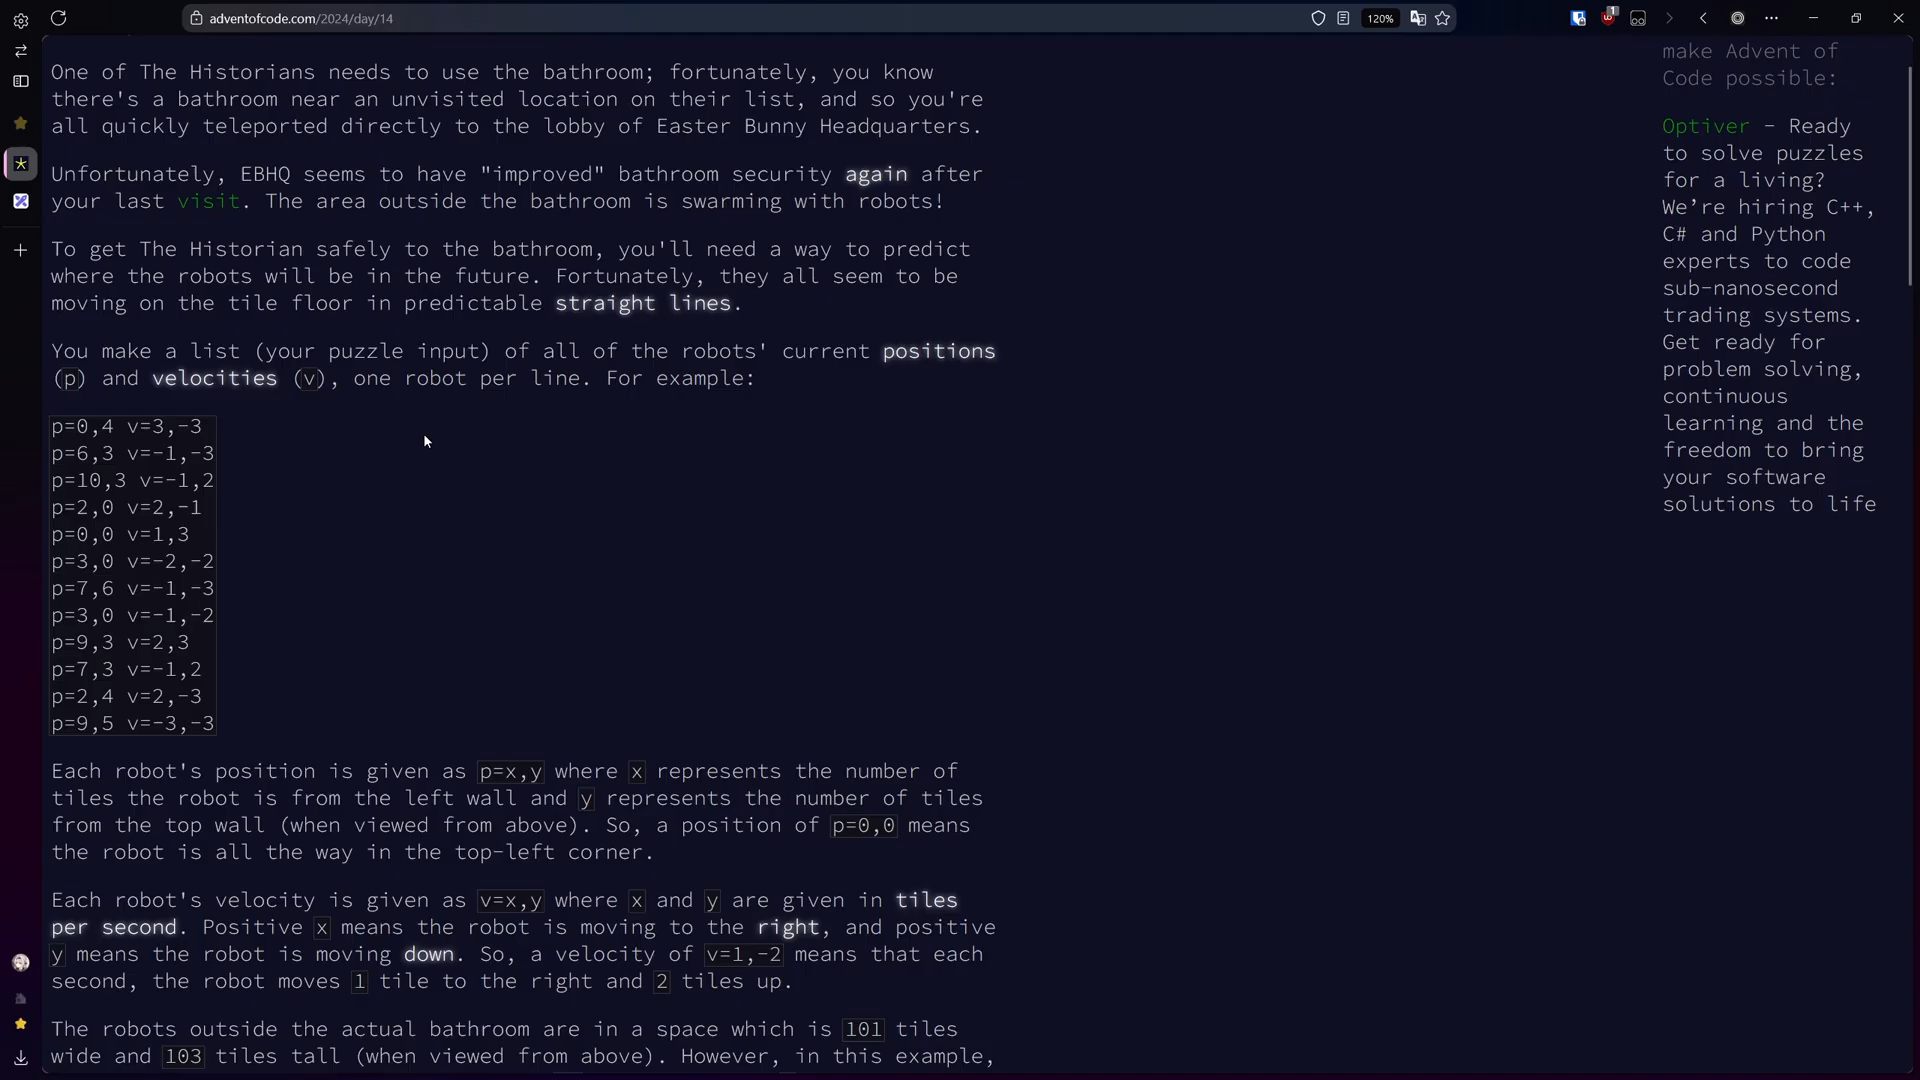 adventofcode.com/2024/day/14
120%
1
One of The Historians needs to use the bathroom; fortunately, you know
there's a bathroom near an unvisited location on their list, and so you're
all quickly teleported directly to the lobby of Easter Bunny Headquarters.
Unfortunately, EBHQ seems to have "improved" bathroom security again after
your last visit. The area outside the bathroom is swarming with robots!
To get The Historian safely to the bathroom, you'll need a way to predict
where the robots will be in the future. Fortunately, they all seem to be
moving on the tile floor in predictable straight lines.
You make a list (your puzzle input) of all of the robots' current positions
(p) and velocities (v), one robot per line. For example:
p=0,4 v=3,-3
p=6,3 v=-1,-3
p=10,3 v=-1,2
p=2,0 v=2,-1
p=0,0 v=1,3
p=3,0 v=-2,-2
p=7,6 v=-1,-3
p=3,0 v=-1,-2
p=9,3 v=2,3
p=7,3 v=-1,2
p=2,4 v=2,-3
p=9,5 v=-3,-3
Each robot's position is given as p=x,y where x represents the number of
tiles the robot is from the left wall and y represents the number of tiles
from the top wall (when viewed from above). So, a position of p=0,0 means
the robot is all the way in the top-left corner.
Each robot's velocity is given as v=x,y where x and y are given in tiles
per second. Positive x means the robot is moving to the right, and positive
y means the robot is moving down. So, a velocity of v=1,-2 means that each
second, the robot moves 1 tile to the right and 2 tiles up.
The robots outside the actual bathroom are in a space which is 101 tiles
wide and 103 tiles tall (when viewed from above). However, in this example,
make Advent of
Code possible:
Optiver - Ready
to solve puzzles
for a living?
We're hiring C++,
C# and Python
experts to code
sub-nanosecond
trading systems.
Get ready for
problem solving,
continuous
learning and the
freedom to bring
your software
solutions to life